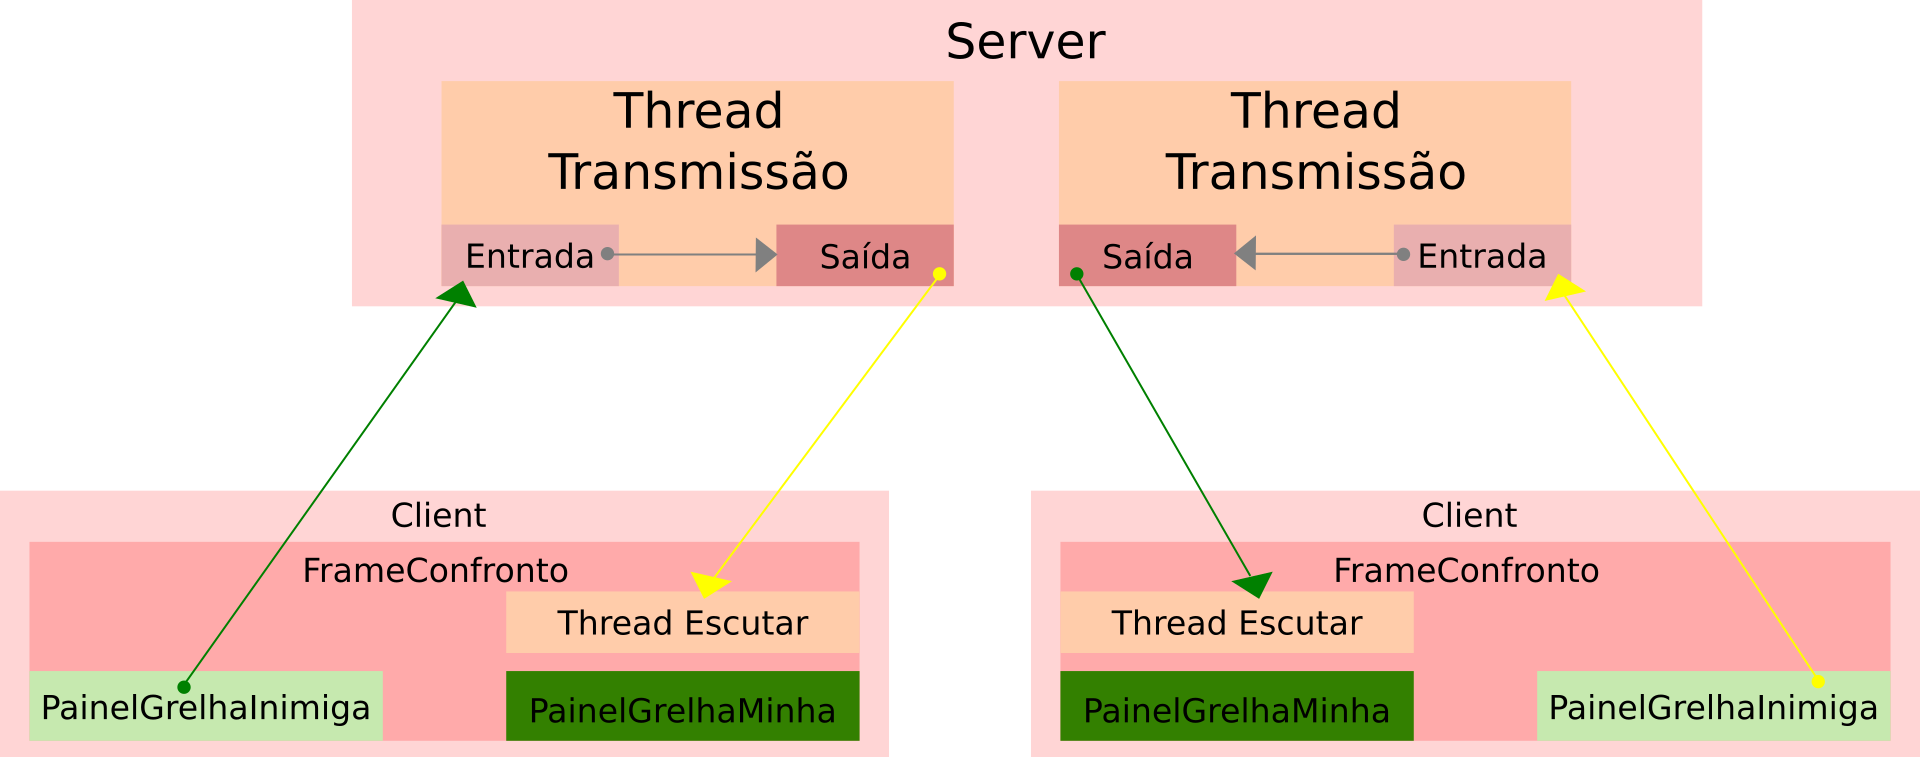 Server
Thread
Transmissão
Entrada
Saída
Thread
Transmissão
Saída
Entrada
Client
FrameConfronto
Thread Escutar
PainelGrelhaInimiga
PainelGrelhaMinha
Client
FrameConfronto
Thread Escutar
PainelGrelhaMinha
PainelGrelhaInimiga